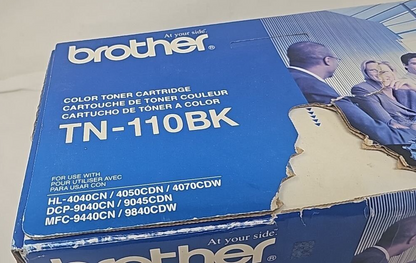 At your side.
brother®
COLOR TONER CARTRIDGE
CARTOUCHE DE TONER COULEUR
CARTUCHO DE TÓNER A COLOR
TN-110BK
FOR USE WITH
POUR UTILISER AVEC
PARA USAR CON
HL-4040CN / 4050CDN / 4070CDW
DCP-9040CN / 9045CDN
MFC-9440CN / 9840CDW
At your side.
brother®